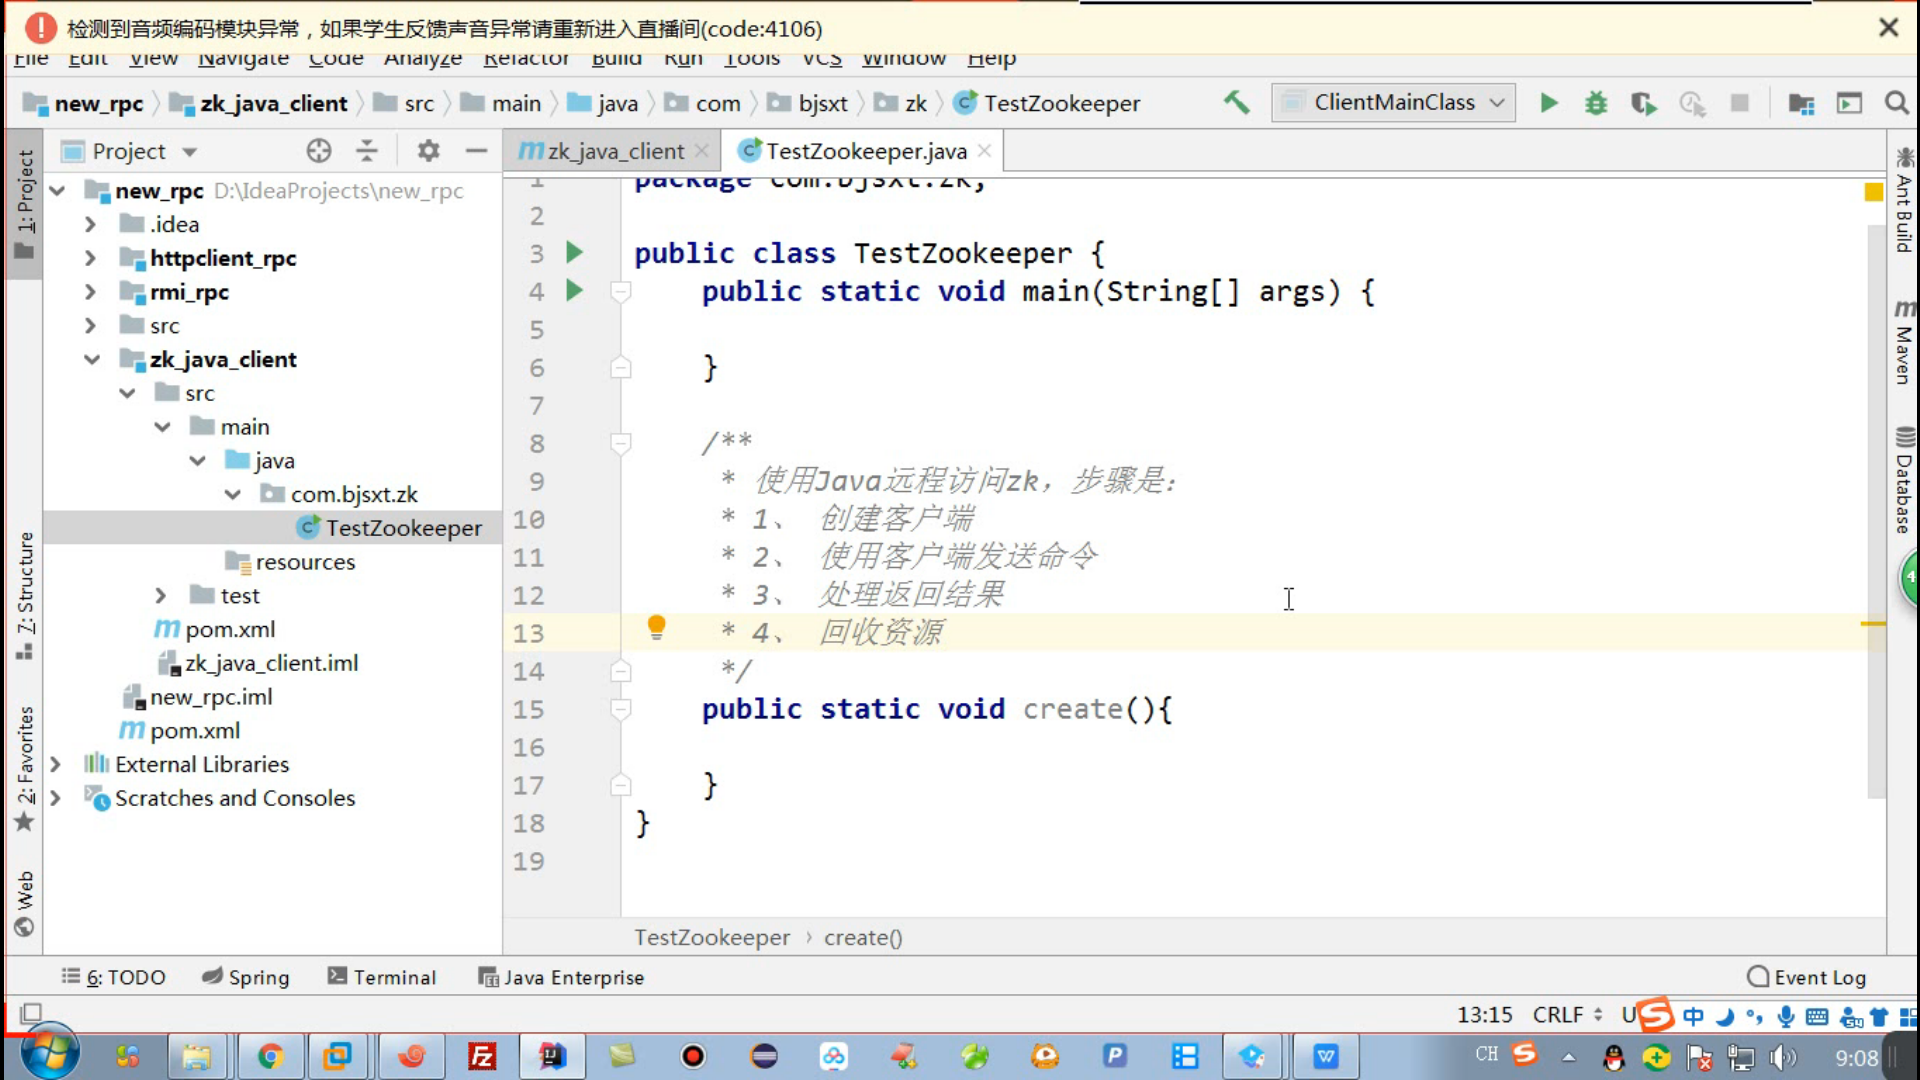 检测到音频编码模块异常，如果学生反馈声音异常请重新进入直播间(code:4106)
File Edit View Navigate Code Analyze Refactor Build Run Tools VCS Window Help
new_rpc zk_java_client src main java com bjsxt zk TestZookeeper ClientMainClass
Project
zk_java_client TestZookeeper.java
1: Project
7: Structure
2: Favorites
Web
new_rpc D:\IdeaProjects\new_rpc
.idea
httpclient_rpc
rmi_rpc
src
zk_java_client
src
main
java
com.bjsxt.zk
TestZookeeper
resources
test
pom.xml
zk_java_client.iml
new_rpc.iml
pom.xml
External Libraries
Scratches and Consoles
1 package com.bjsxt.zk;
2
3 public class TestZookeeper {
4 public static void main(String[] args) {
5
6 }
7
8 /**
9 * 使用Java远程访问zk，步骤是：
10 * 1、 创建客户端
11 * 2、 使用客户端发送命令
12 * 3、 处理返回结果
13 * 4、 回收资源
14 */
15 public static void create(){
16
17 }
18 }
19
TestZookeeper › create()
Ant Build
Maven
Database
4
6: TODO Spring Terminal Java Enterprise Event Log
13:15 CRLF U 中
CH 9:08